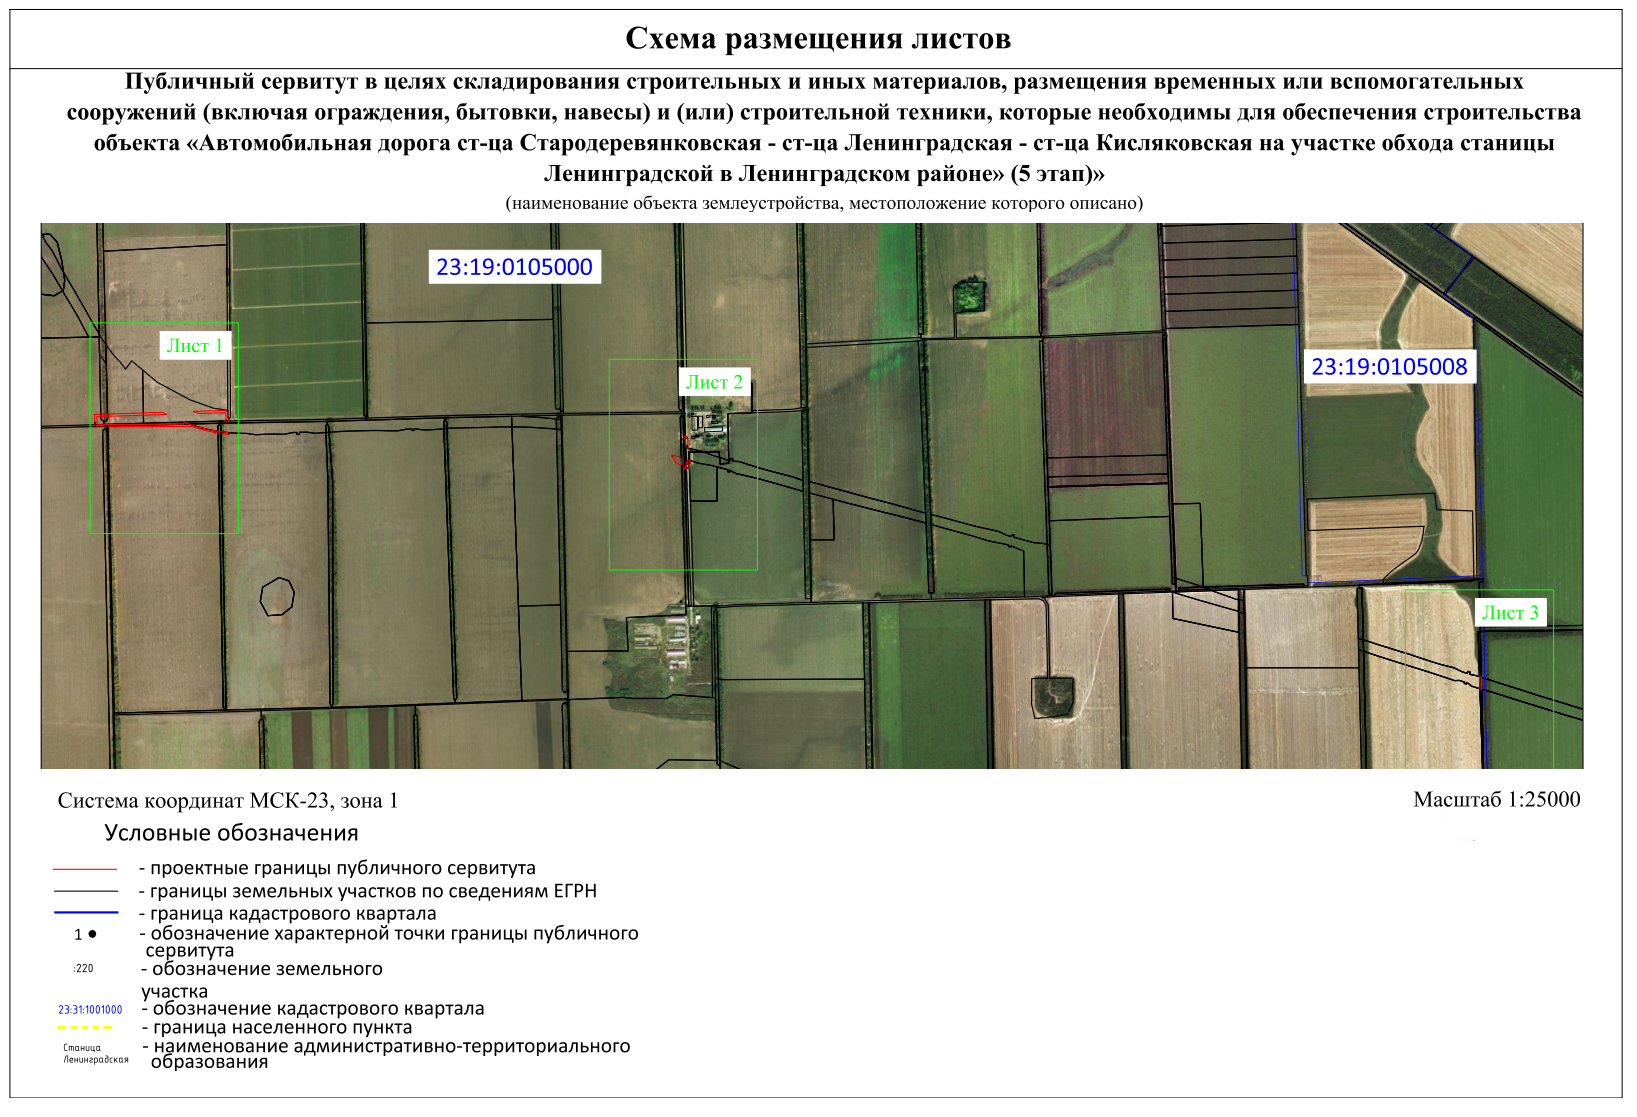 Схема размещения листов
Публичный сервитут в целях складирования строительных и иных материалов, размещения временных или вспомогательных
сооружений (включая ограждения, бытовки, навесы) и (или) строительной техники, которые необходимы для обеспечения строительства
объекта «Автомобильная дорога ст-ца Стародеревянковская - ст-ца Ленинградская - ст-ца Кисляковская на участке обхода станицы
Ленинградской в Ленинградском районе» (5 этап)»
(наименование объекта землеустройства, местоположение которого описано)
23:19:0105000
Лист 1
23:19:0105008
Лист 2
Лист 3
Система координат МСК-23, зона 1
Масштаб 1:25000
Условные обозначения
- проектные границы публичного сервитута
- границы земельных участков по сведениям ЕГРН
- граница кадастрового квартала
1 - обозначение характерной точки границы публичного
сервитута
:220 - обозначение земельного
участка
23:31:1001000 - обозначение кадастрового квартала
- граница населенного пункта
Станица
Ленинградская
- наименование административно-территориального
образования